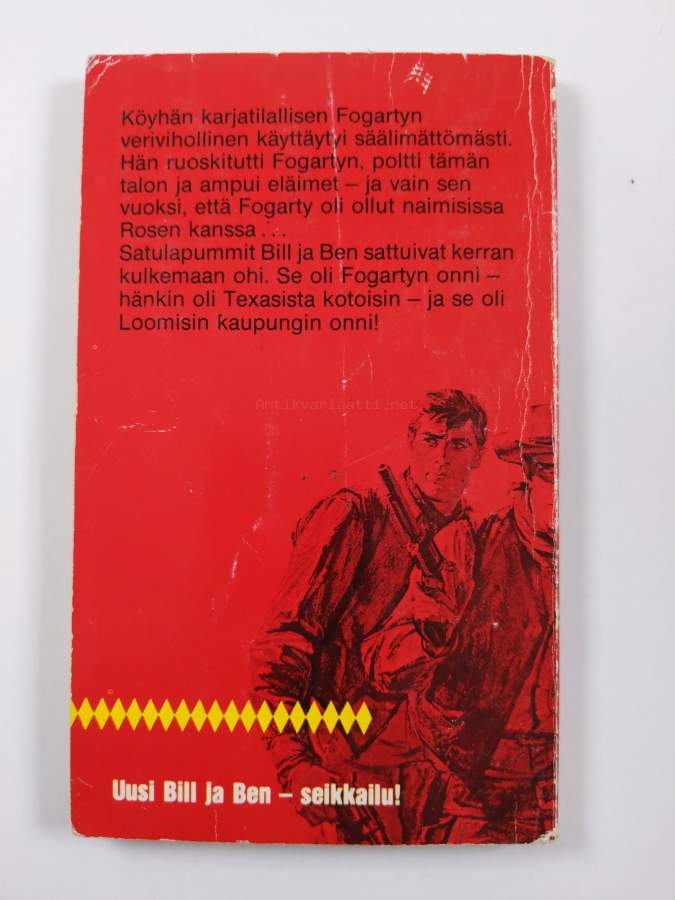 Köyhän karjatilallisen Fogartyn
verivihollinen käyttäytyi säälimättömästi.
Hän ruoskitutti Fogartyn, poltti tämän
talon ja ampui eläimet – ja vain sen
vuoksi, että Fogarty oli ollut naimisissa
Rosen kanssa . . .
Satulapummit Bill ja Ben sattuivat kerran
kulkemaan ohi. Se oli Fogartyn onni –
hänkin oli Texasista kotoisin – ja se oli
Loomisin kaupungin onni!
Antikvariaatti.net
Uusi Bill ja Ben – seikkailu!